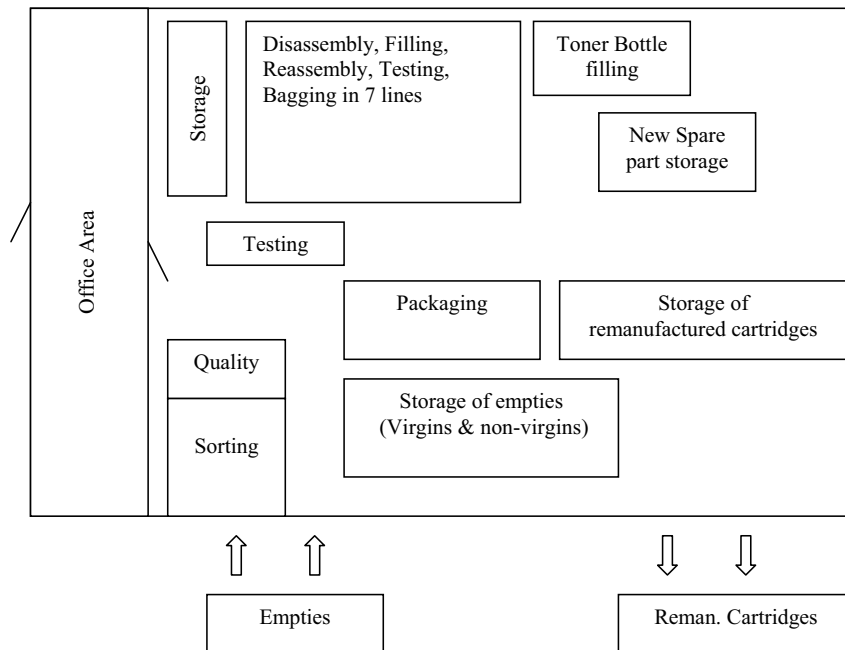 Office Area
Storage
Disassembly, Filling,
Reassembly, Testing,
Bagging in 7 lines
Toner Bottle
filling
New Spare
part storage
Testing
Packaging
Storage of
remanufactured cartridges
Quality
Sorting
Storage of empties
(Virgins & non-virgins)
Empties
Reman. Cartridges